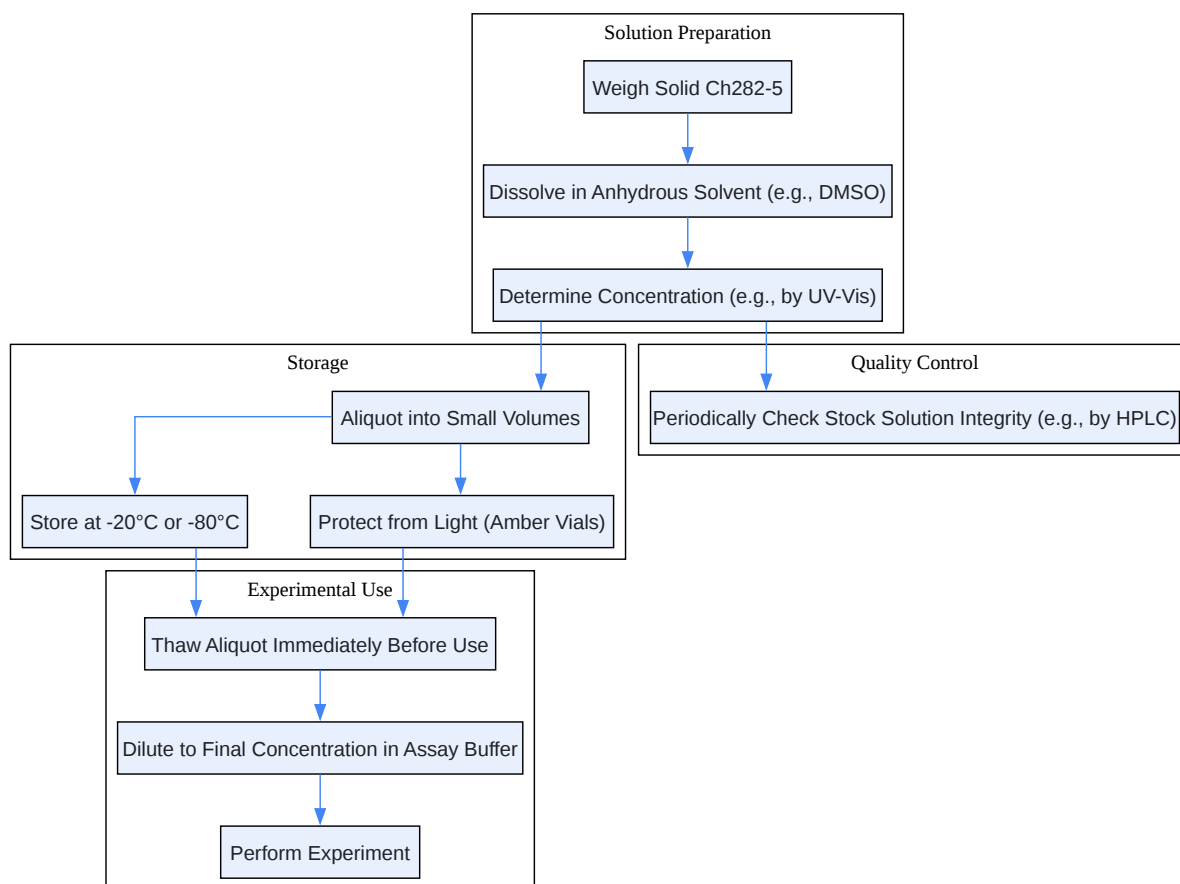 Solution Preparation
Weigh Solid Ch282-5
Dissolve in Anhydrous Solvent (e.g., DMSO)
Determine Concentration (e.g., by UV-Vis)
Storage
Aliquot into Small Volumes
Store at -20°C or -80°C
Protect from Light (Amber Vials)
Quality Control
Periodically Check Stock Solution Integrity (e.g., by HPLC)
Experimental Use
Thaw Aliquot Immediately Before Use
Dilute to Final Concentration in Assay Buffer
Perform Experiment